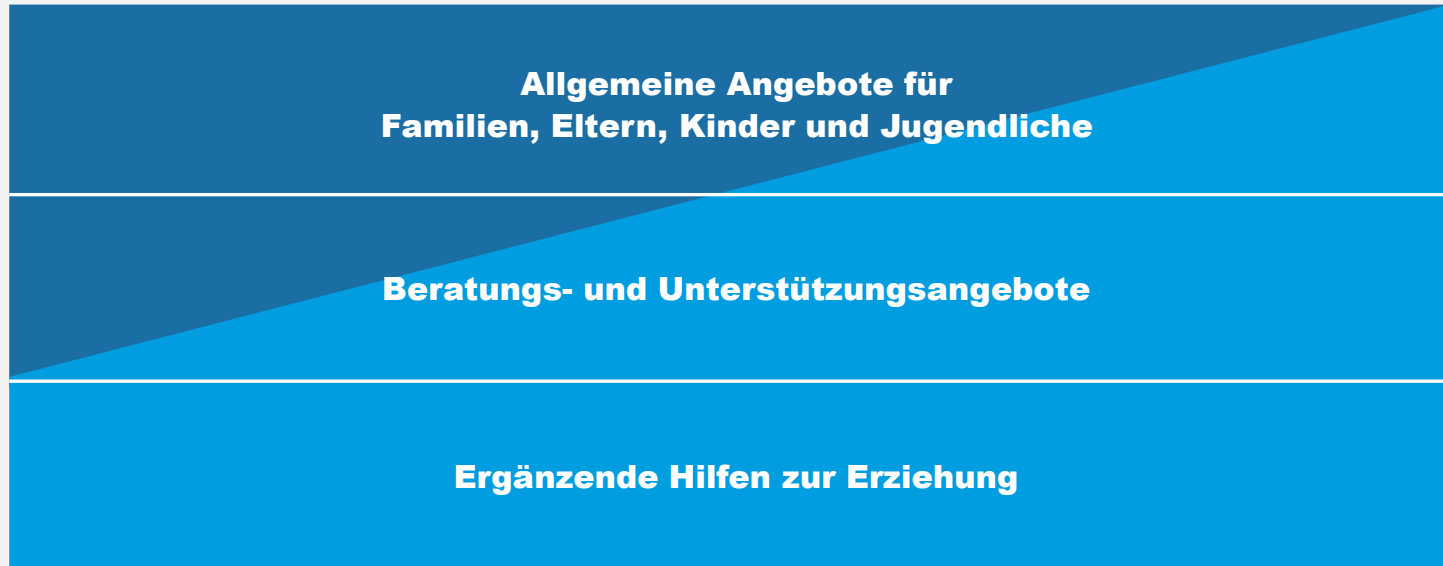 Allgemeine Angebote für
Familien, Eltern, Kinder und Jugendliche
Beratungs- und Unterstützungsangebote
Ergänzende Hilfen zur Erziehung